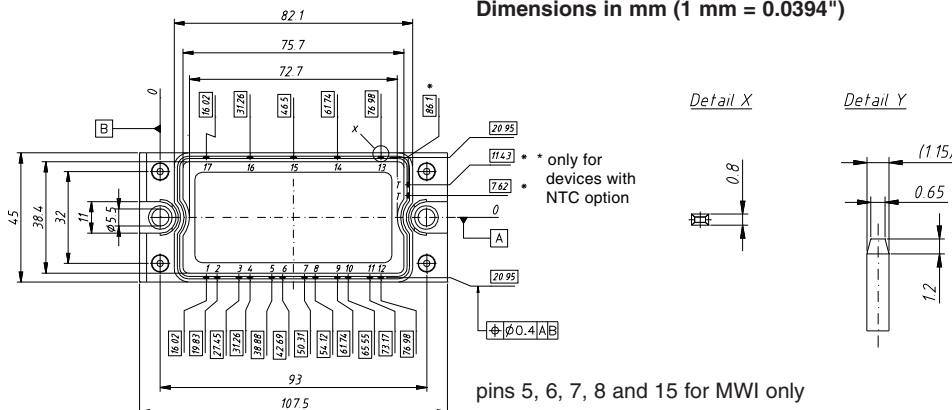 Dimensions in mm (1 mm = 0.0394")
82.1
75.7
72.7
0
16.02
31.26
46.5
61.74
76.98
86.1
*
B
x
20.95
17
16
15
14
13
11.43 * * only for
devices with
NTC option
T
7.62 *
T
0
A
45
38.4
32
11
Ø5.5
1 2 3 4 5 6 7 8 9 10 11 12
20.95
16.02
19.83
27.45
31.26
38.88
42.69
50.31
54.12
61.74
65.55
73.17
76.98
⌖ Ø0.4 A B
93
107.5
pins 5, 6, 7, 8 and 15 for MWI only
Detail X
0.8
Detail Y
(1.15)
0.65
1.2